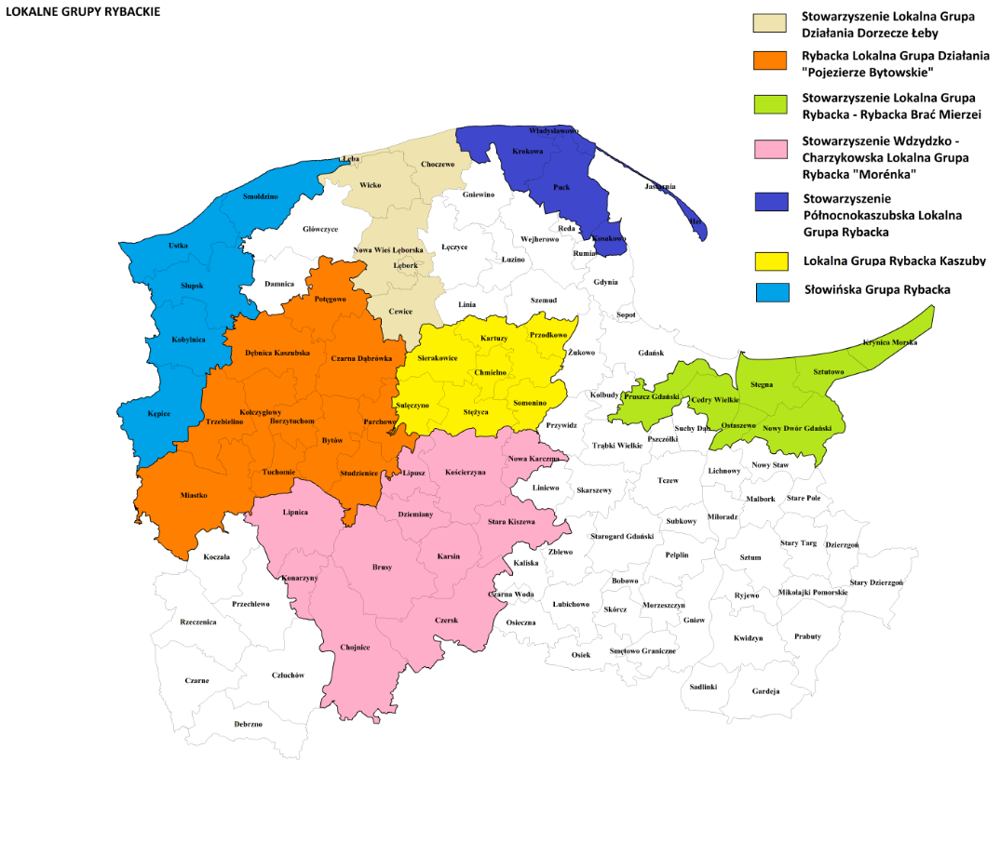 LOKALNE GRUPY RYBACKIE
Stowarzyszenie Lokalna Grupa
Działania Dorzecze Łeby
Rybacka Lokalna Grupa Działania
"Pojezierze Bytowskie"
Stowarzyszenie Lokalna Grupa
Rybacka - Rybacka Brać Mierzei
Stowarzyszenie Wdzydzko -
Charzykowska Lokalna Grupa
Rybacka "Morénka"
Stowarzyszenie
Północnokaszubska Lokalna
Grupa Rybacka
Lokalna Grupa Rybacka Kaszuby
Słowińska Grupa Rybacka
Władysławowo
Krokowa
Łeba
Choczewo
Wicko
Puck
Jastarnia
Smołdzino
Gniewino
Hel
Główczyce
Reda
Wejherowo
Kosakowo
Ustka
Nowa Wieś Lęborska
Łęczyce
Rumia
Luzino
Lębork
Damnica
Słupsk
Gdynia
Potęgowo
Szemud
Linia
Cewice
Sopot
Kobylnica
Kartuzy
Przodkowo
Krynica Morska
Dębnica Kaszubska
Czarna Dąbrówka
Sierakowice
Żukowo
Gdańsk
Chmielno
Sztutowo
Stegna
Kolbudy
Pruszcz Gdański
Cedry Wielkie
Sulęczyno
Somonino
Stężyca
Kępice
Kołczygłowy
Trzebielino
Borzytuchom
Parchowo
Przywidz
Ostaszewo
Nowy Dwór Gdański
Suchy Dąb
Pszczółki
Bytów
Trąbki Wielkie
Nowa Karczma
Nowy Staw
Tuchomie
Studzienice
Lipusz
Kościerzyna
Lichnowy
Tczew
Liniewo
Skarszewy
Miastko
Malbork
Stare Pole
Lipnica
Dziemiany
Stara Kiszewa
Subkowy
Miłoradz
Starogard Gdański
Stary Targ
Dzierzgoń
Koczała
Karsin
Zblewo
Pelplin
Sztum
Kaliska
Brusy
Konarzyny
Bobowo
Stary Dzierzgoń
Czarna Woda
Ryjewo
Mikołajki Pomorskie
Przechlewo
Lubichowo
Skórcz
Morzeszczyn
Rzeczenica
Czersk
Osieczna
Gniew
Chojnice
Kwidzyn
Prabuty
Smętowo Graniczne
Osiek
Człuchów
Czarne
Sadlinki
Gardeja
Debrzno